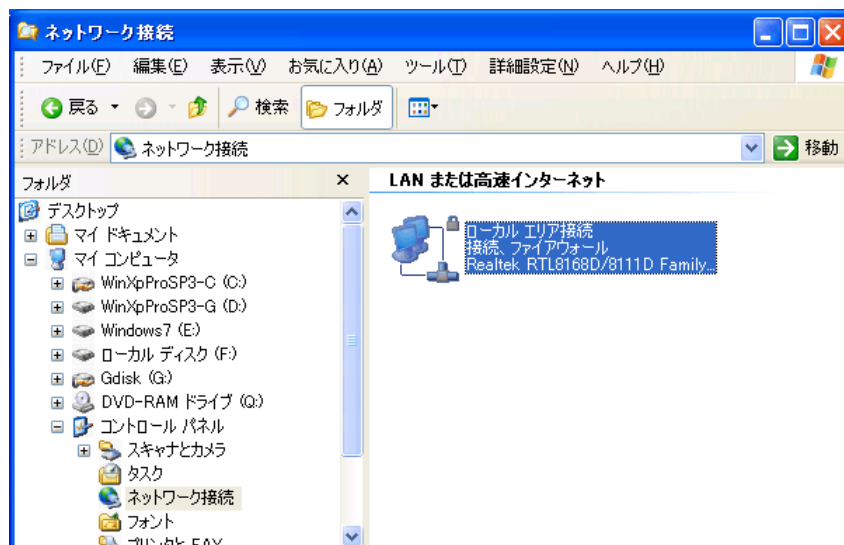 ネットワーク接続
ファイル(F) 編集(E) 表示(V) お気に入り(A) ツール(T) 詳細設定(N) ヘルプ(H)
戻る 検索 フォルダ
アドレス(D) ネットワーク接続 移動
フォルダ
デスクトップ
マイ ドキュメント
マイ コンピュータ
WinXpProSP3-C (C:)
WinXpProSP3-G (D:)
Windows7 (E:)
ローカル ディスク (F:)
Gdisk (G:)
DVD-RAM ドライブ (Q:)
コントロール パネル
スキャナとカメラ
タスク
ネットワーク接続
フォント
プリンタと FAX
LAN または高速インターネット
ローカル エリア接続
接続、ファイアウォール
Realtek RTL8168D/8111D Family...